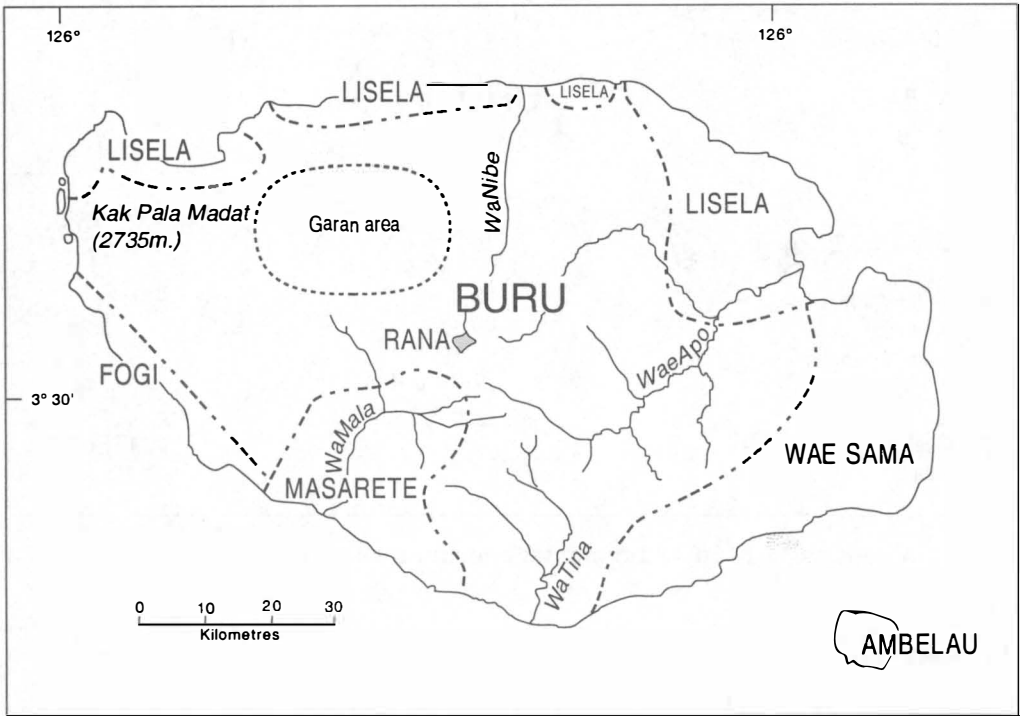 126°
126°
LISELA
LISELA
LISELA
WaNibe
LISELA
Kak Pala Madat
(2735m.)
Garan area
BURU
RANA
WaeApo
FOGI
3° 30'
WaMala
WAE SAMA
MASARETE
WaTina
0 10 20 30
Kilometres
AMBELAU